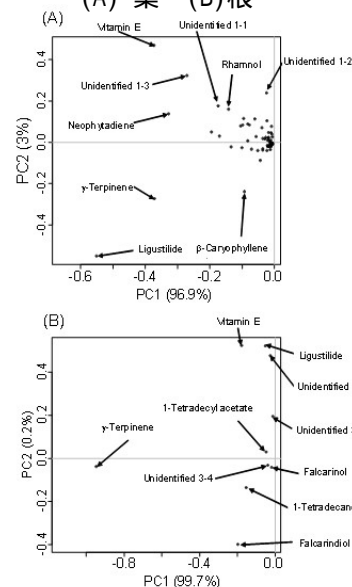 (A) 葉 (B)根
(A)
Vitamin E
Unidentified 1-1
Unidentified 1-2
Rhamnol
Unidentified 1-3
Neophytadiene
γ-Terpinene
Ligustilide
β-Caryophyllene
PC2 (3%)
0.4
0.2
0.0
-0.2
-0.4
-0.6
-0.4
-0.2
0.0
PC1 (96.9%)
(B)
Vitamin E
Ligustilide
Unidentified
Unidentified
1-Tetradecyl acetate
γ-Terpinene
Unidentified 3-4
Falcarinol
1-Tetradecano
Falcarindiol
PC2 (0.2%)
0.4
0.2
0.0
-0.2
-0.4
-0.8
-0.4
0.0
PC1 (99.7%)